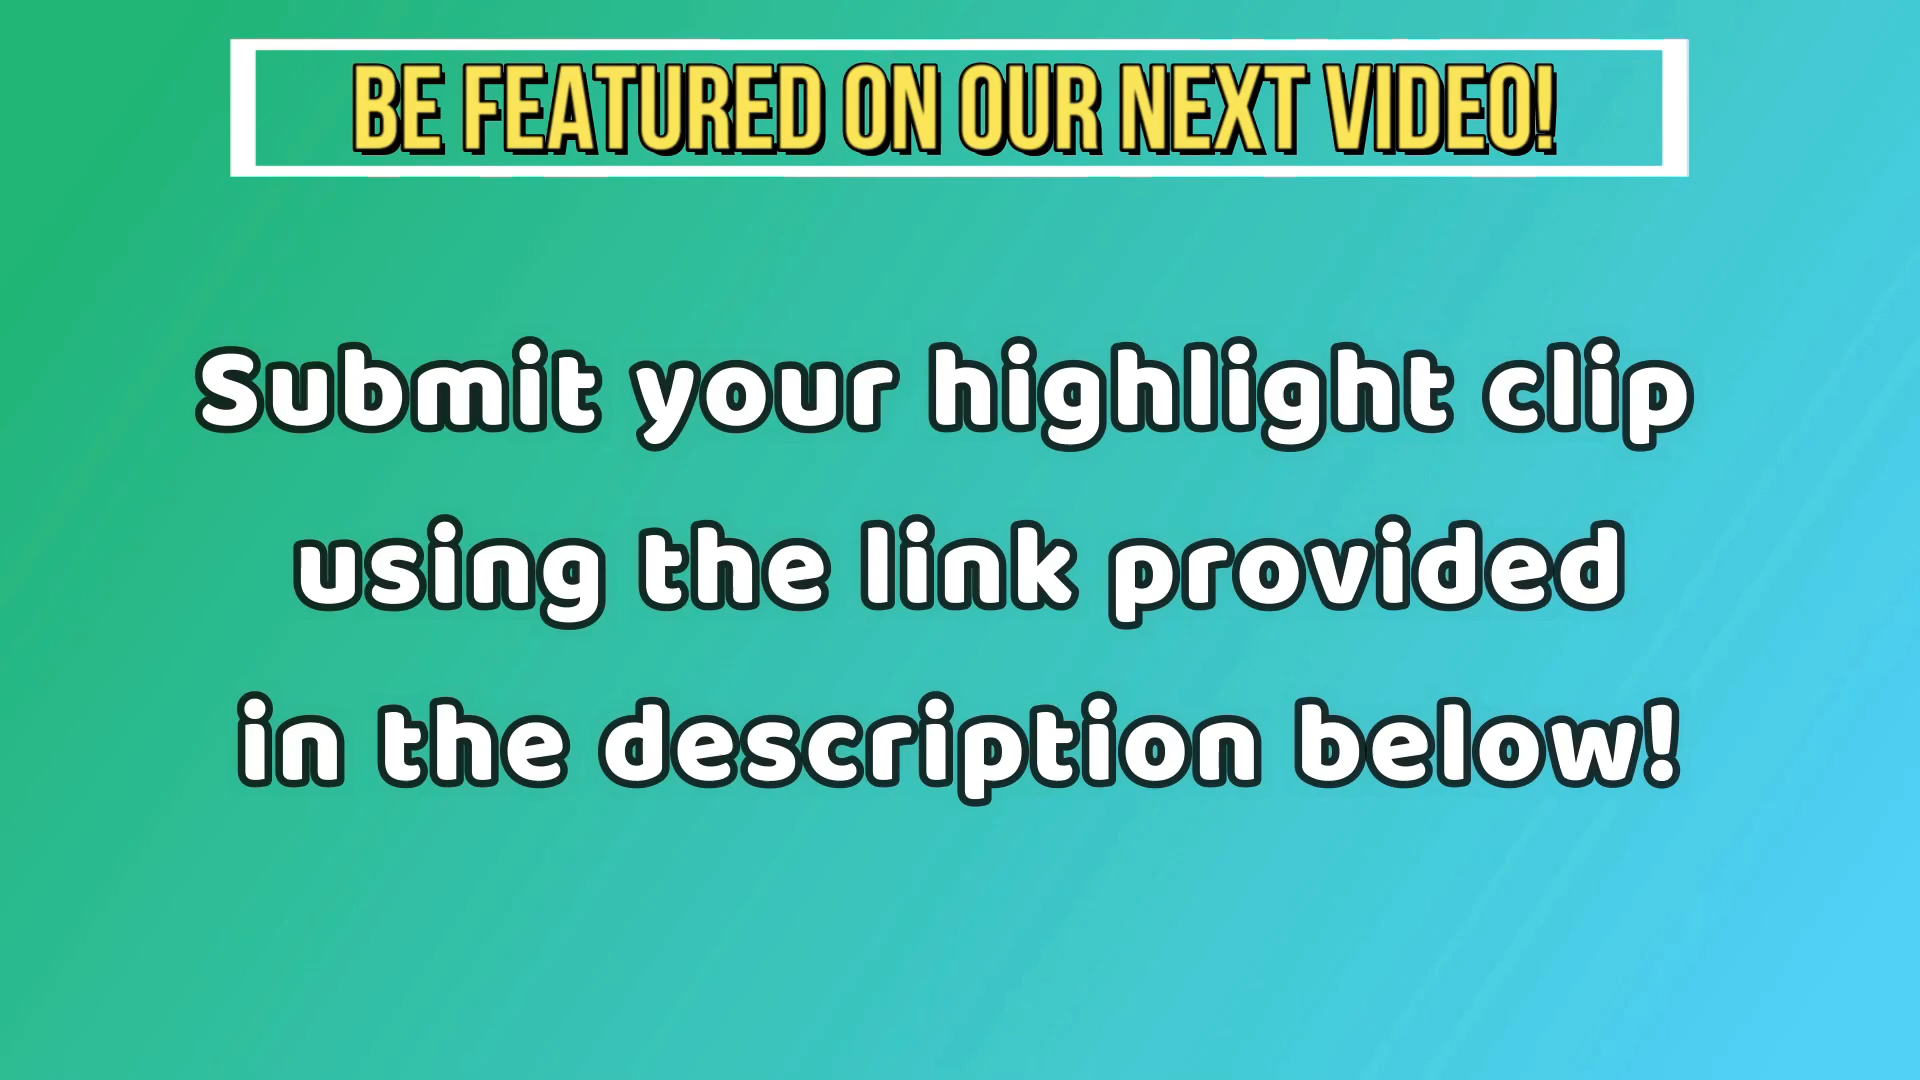 BE FEATURED ON OUR NEXT VIDEO!
Submit your highlight clip
using the link provided
in the description below!